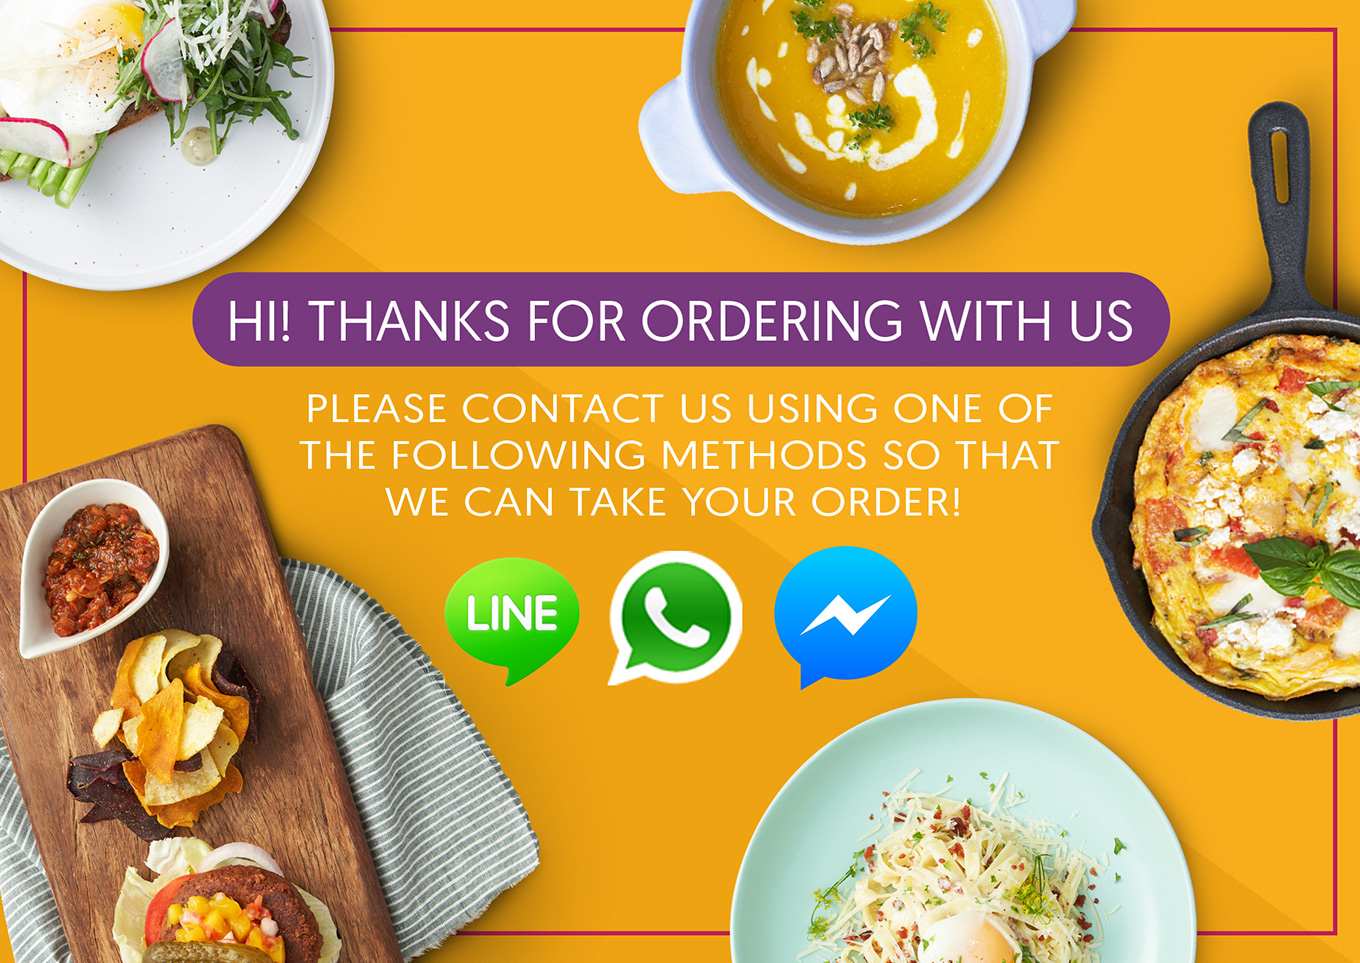 HI! THANKS FOR ORDERING WITH US
PLEASE CONTACT US USING ONE OF
THE FOLLOWING METHODS SO THAT
WE CAN TAKE YOUR ORDER!
LINE